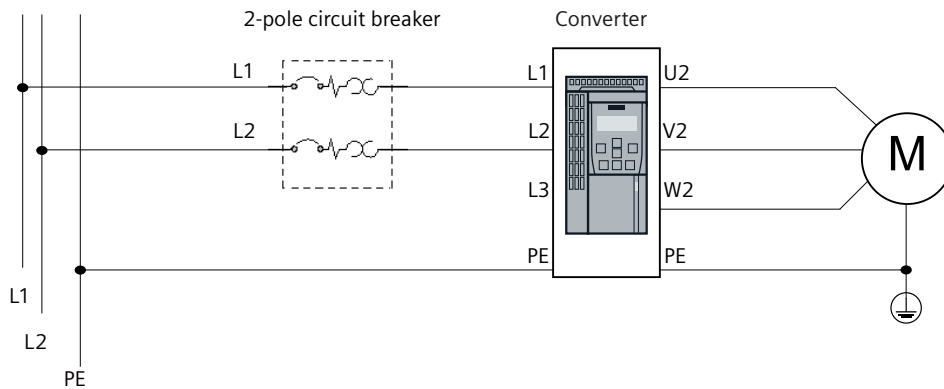 2-pole circuit breaker Converter
L1 L1 U2
L2 L2 V2
M
L3 W2
PE PE
L1
L2
PE